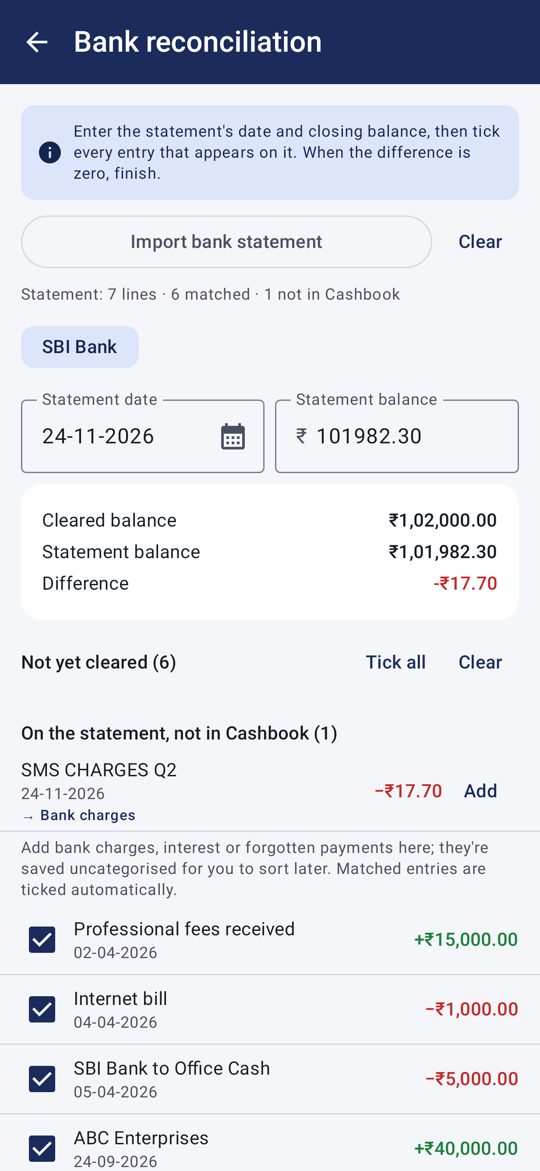 Bank reconciliation
Enter the statement's date and closing balance, then tick
every entry that appears on it. When the difference is
zero, finish.
Import bank statement
Clear
Statement: 7 lines · 6 matched · 1 not in Cashbook
SBI Bank
Statement date
24-11-2026
Statement balance
₹ 101982.30
Cleared balance ₹1,02,000.00
Statement balance ₹1,01,982.30
Difference -₹17.70
Not yet cleared (6) Tick all Clear
On the statement, not in Cashbook (1)
SMS CHARGES Q2
24-11-2026
→ Bank charges
−₹17.70 Add
Add bank charges, interest or forgotten payments here; they're
saved uncategorised for you to sort later. Matched entries are
ticked automatically.
Professional fees received
02-04-2026
+₹15,000.00
Internet bill
04-04-2026
−₹1,000.00
SBI Bank to Office Cash
05-04-2026
−₹5,000.00
ABC Enterprises
24-09-2026
+₹40,000.00